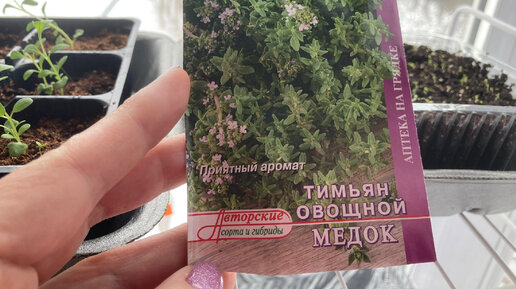 АПТЕКА НА ГРЯДКЕ
Приятный аромат
ТИМЬЯН
ОВОЩНОЙ
МЕДОК
Авторские
сорта и гибриды